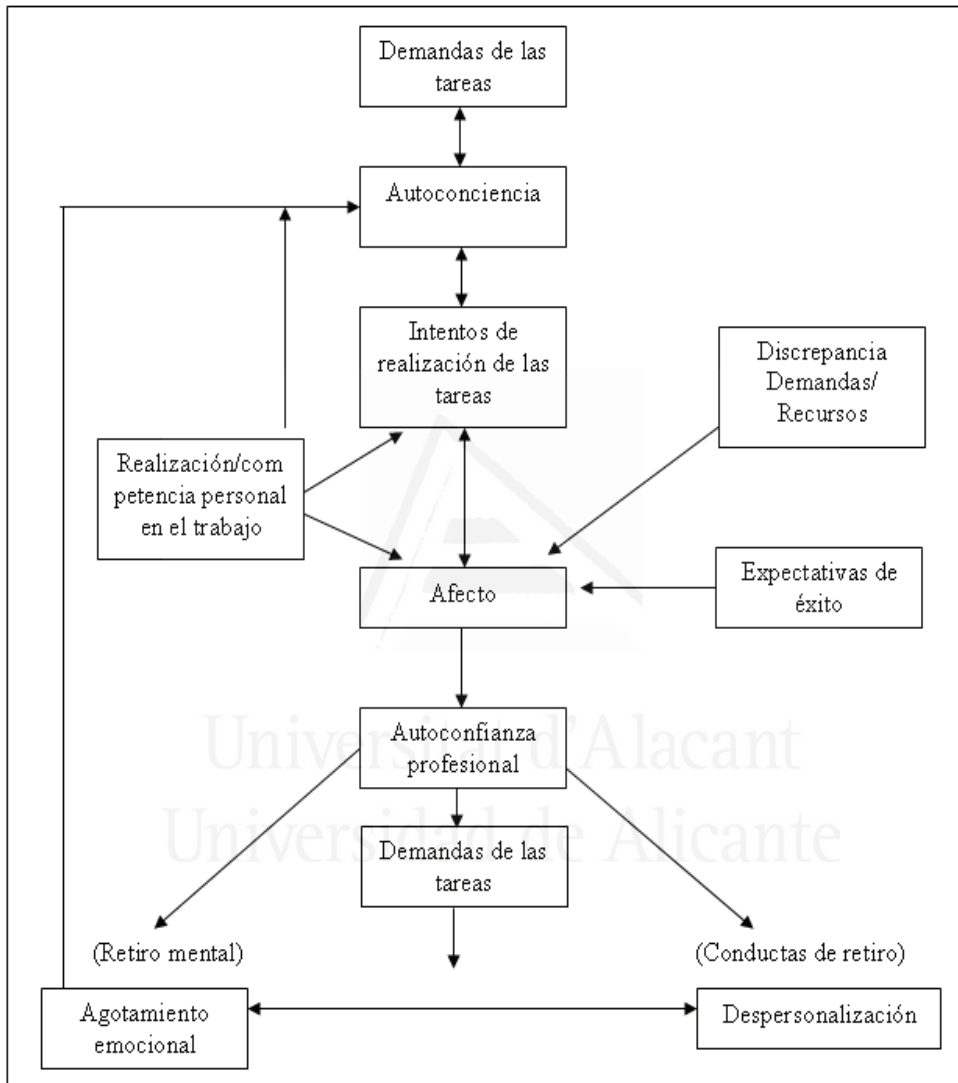 Demandas de las
tareas
Autoconciencia
Intentos de
realización de las
tareas
Discrepancia
Demandas/
Recursos
Realización/com
petencia personal
en el trabajo
Afecto
Expectativas de
éxito
Autoconfianza
profesional
Universitat d'Alacant
Universidad de Alicante
Demandas de las
tareas
(Retiro mental)
(Conductas de retiro)
Agotamiento
emocional
Despersonalización